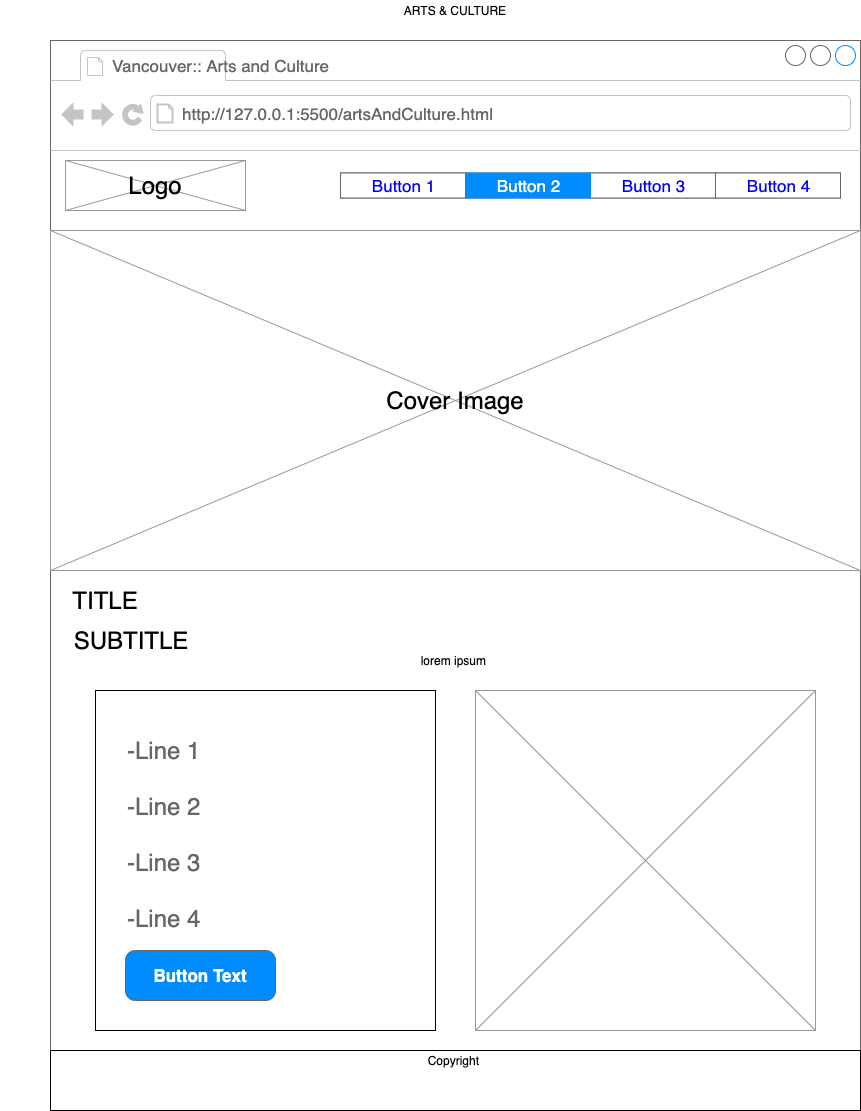 ARTS & CULTURE
Vancouver:: Arts and Culture
http://127.0.0.1:5500/artsAndCulture.html
Logo
Button 1 Button 2 Button 3 Button 4
Cover Image
TITLE
SUBTITLE
lorem ipsum
-Line 1
-Line 2
-Line 3
-Line 4
Button Text
Copyright